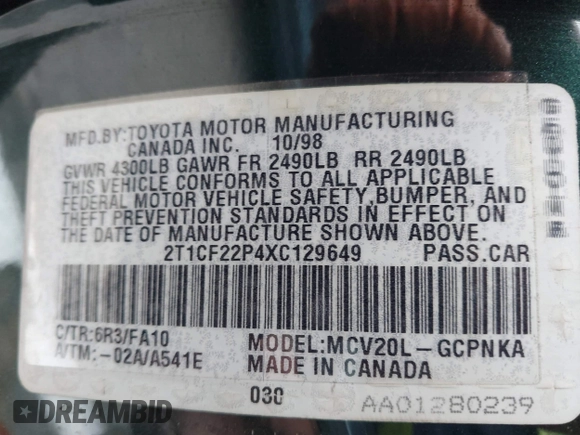 MFD.BY:TOYOTA MOTOR MANUFACTURING
CANADA INC. 10/98
GVWR 4300LB GAWR FR 2490LB RR 2490LB
THIS VEHICLE CONFORMS TO ALL APPLICABLE
FEDERAL MOTOR VEHICLE SAFETY,BUMPER, AND
THEFT PREVENTION STANDARDS IN EFFECT ON
THE DATE OF MANUFACTURE SHOWN ABOVE.
2T1CF22P4XC129649 PASS.CAR
C/TR:6R3/FA10 MODEL:MCV20L-GCPNKA
A/TM:-02A/A541E MADE IN CANADA
030 AA01280239
STATBIDCAR
AUTOBIDMASTER